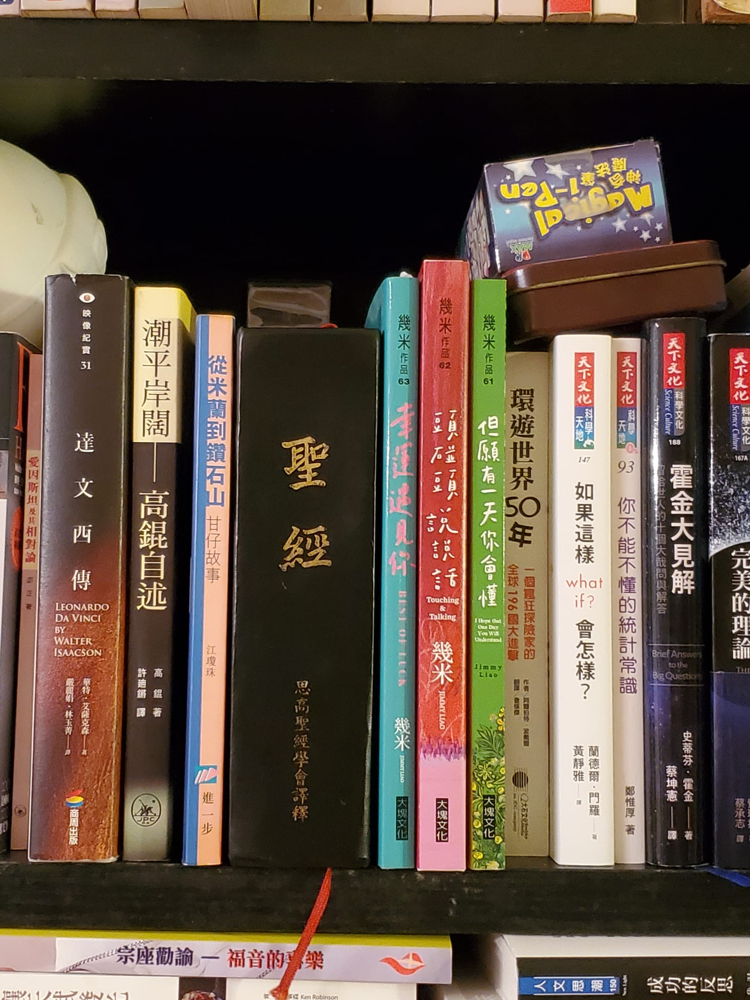 Magical
i-Pen
神奇
魔法
筆
愛因斯坦及其相對論
映像紀實
31
達文西傳
LEONARDO
DA VINCI
BY
WALTER
ISAACSON
華特·艾薩克森——著
嚴麗娟·林玉菁——譯
商周出版
潮平岸闊——高錕自述
高錕 著
許迪鏘 譯
JPC
從米蘭到鑽石山
甘仔故事
江瓊珠
進一步
聖經
思高聖經學會譯釋
幾米作品
63
幸運遇見你
BEST OF LUCK
幾米
JIMMY LIAO
大塊文化
幾米作品
62
頭碰頭
說說話
Touching
&
Talking
幾米
JIMMY LIAO
大塊文化
幾米作品
61
但願有一天你會懂
I Hope that
One Day
You Will
Understand
Jimmy
Liao
大塊文化
環遊世界50年
一個瘋狂探險家的
全球196國大進擊
天下文化
科學天地
147
如果這樣
what
if?
會怎樣？
蘭德爾·門羅——著
黃靜雅——譯
天下文化
科學天地
93
你不能不懂的統計常識
鄭惟厚 著
天下文化
科學文化
Science Culture
188
霍金大見解
留給世人的十個大哉問與解答
Brief Answers
to the
Big Questions
史蒂芬·霍金——著
蔡坤憲——譯
天下文化
科學文化
Science Culture
167A
完美的理論
蔡承志 譯
宗座勸諭—福音的喜樂
Ken Robinson
人文思潮
150
成功的反思